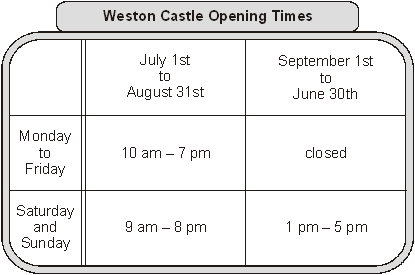 Weston Castle Opening Times
July 1st
to
August 31st
September 1st
to
June 30th
Monday
to
Friday
10 am – 7 pm
closed
Saturday
and
Sunday
9 am – 8 pm
1 pm – 5 pm